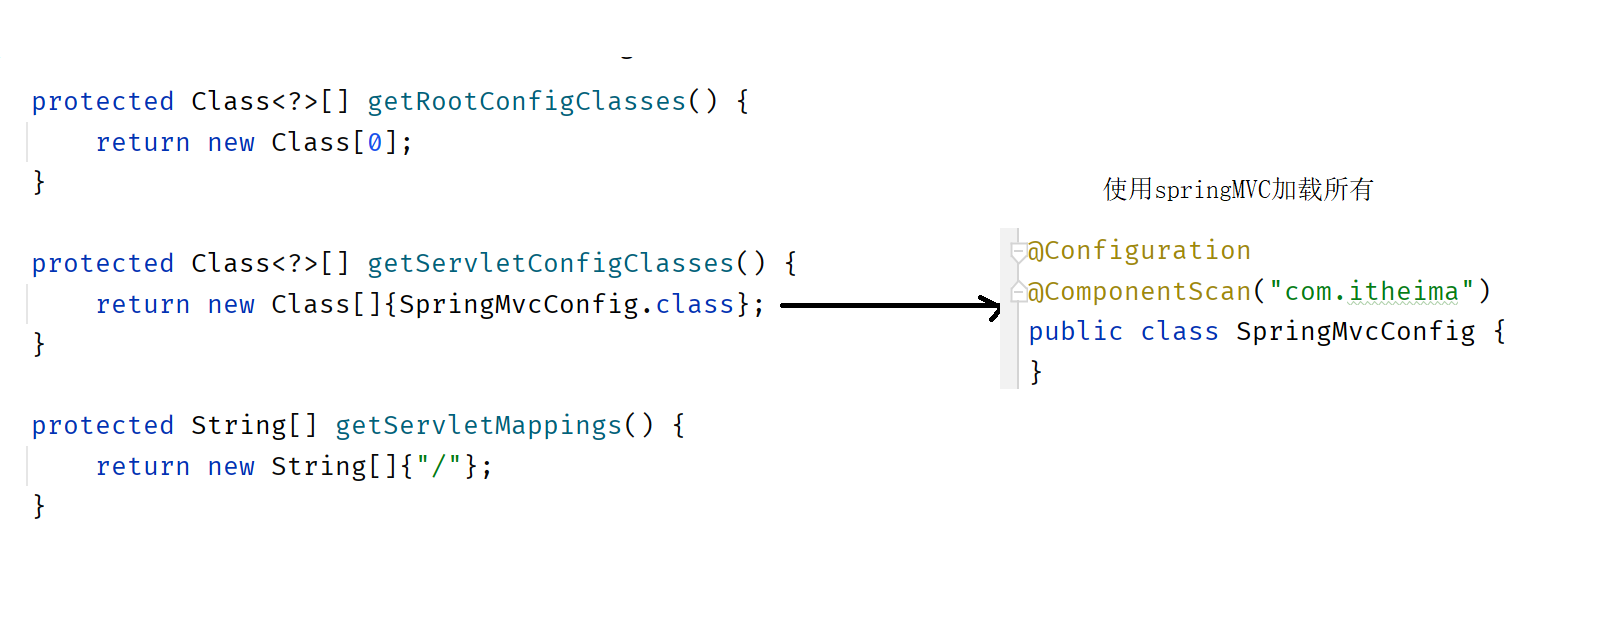 protected Class<?>[] getRootConfigClasses() {
    return new Class[0];
}
protected Class<?>[] getServletConfigClasses() {
    return new Class[]{SpringMvcConfig.class};
}
protected String[] getServletMappings() {
    return new String[]{"/"};
}
使用springMVC加载所有
@Configuration
@ComponentScan("com.itheima")
public class SpringMvcConfig {
}